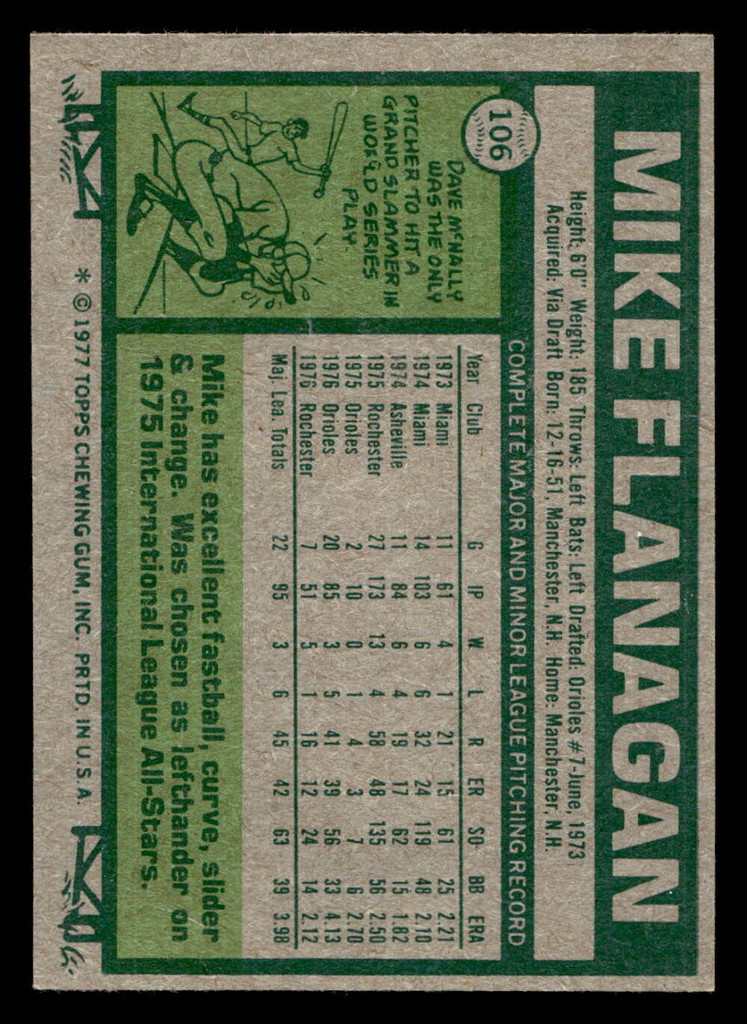 106
MIKE FLANAGAN
Height: 6'0" Weight: 185 Throws: Left Bats: Left Drafted: Orioles #7-June, 1973
Acquired: Via Draft Born: 12-16-51, Manchester, N.H. Home: Manchester, N.H.
COMPLETE MAJOR AND MINOR LEAGUE PITCHING RECORD
Year Club G IP W L R ER SO BB ERA
1973 Miami 11 61 4 1 21 15 61 25 2.21
1974 Miami 14 103 6 6 32 24 119 48 2.10
1974 Asheville 11 84 6 4 19 17 62 15 1.82
1975 Rochester 27 173 13 4 58 48 135 56 2.50
1975 Orioles 2 10 0 1 4 3 7 6 2.70
1976 Orioles 20 85 3 5 41 39 56 33 4.13
1976 Rochester 7 51 5 1 16 12 24 14 2.12
Maj. Lea. Totals 22 95 3 6 45 42 63 39 3.98
DAVE McNALLY
WAS THE ONLY
PITCHER TO HIT A
GRAND SLAMMER IN
WORLD SERIES
PLAY.
Mike has excellent fastball, curve, slider
& change. Was chosen as lefthander on
1975 International League All-Stars.
* © 1977 TOPPS CHEWING GUM, INC. PRTD. IN U.S.A.